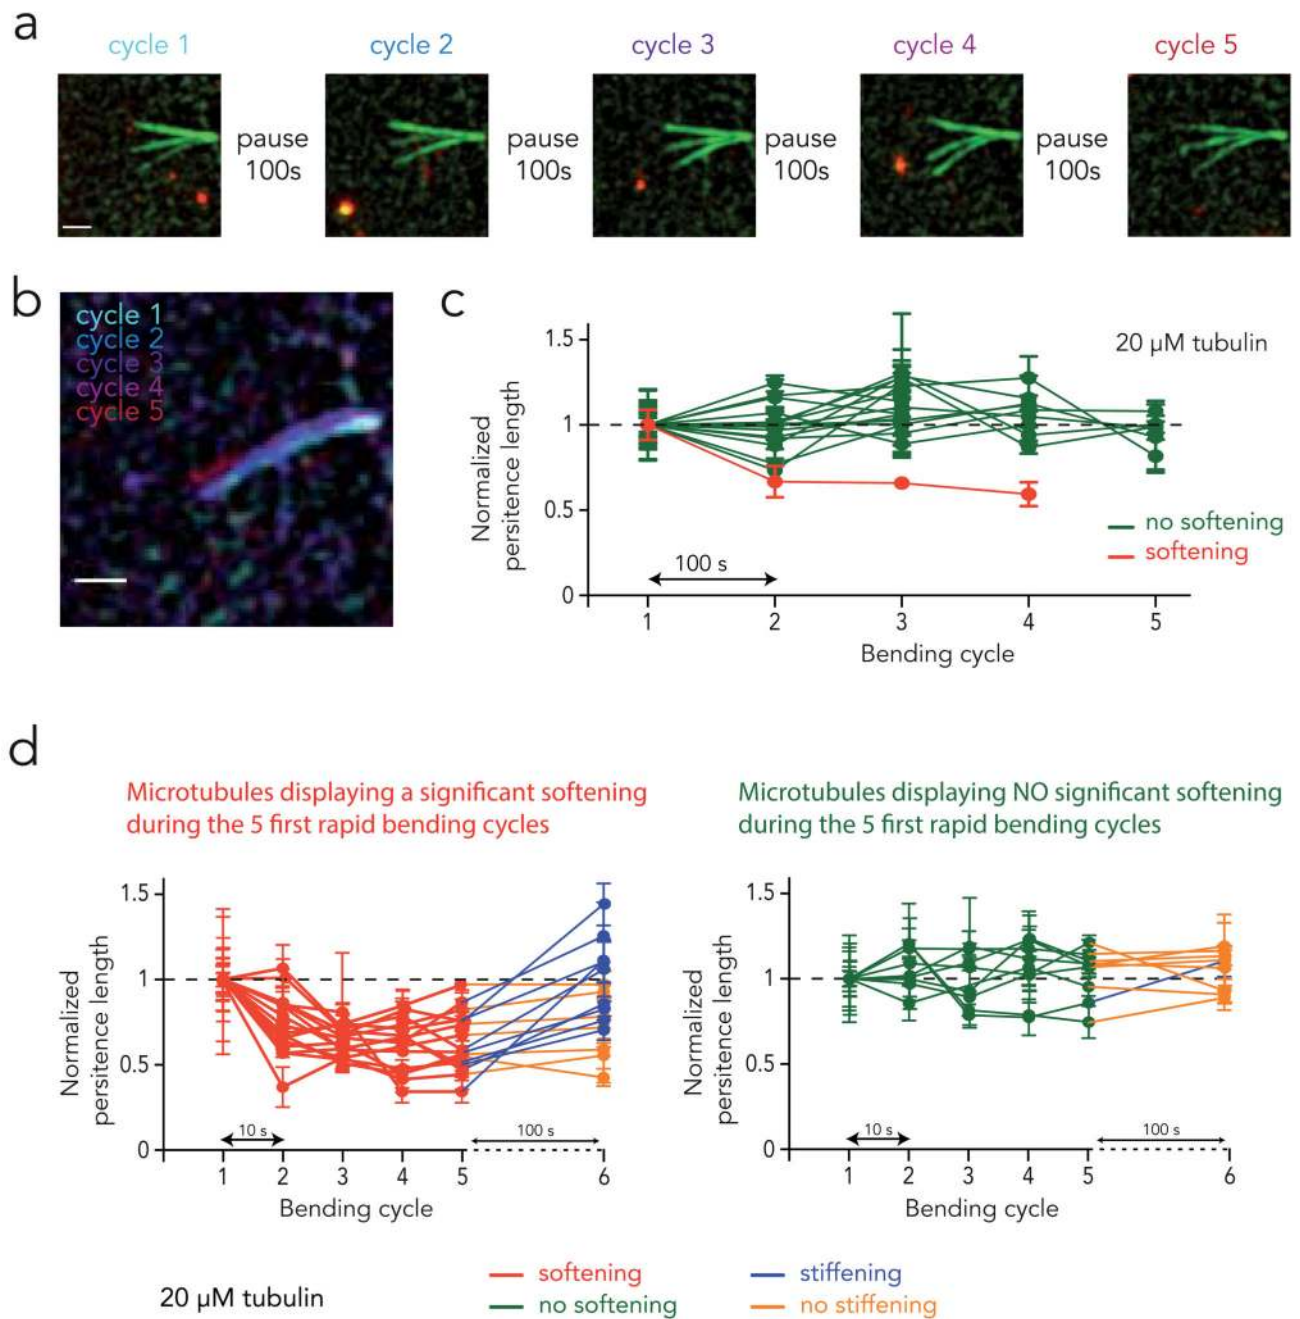 a
cycle 1
cycle 2
cycle 3
cycle 4
cycle 5
pause
100s
pause
100s
pause
100s
pause
100s
b
cycle 1
cycle 2
cycle 3
cycle 4
cycle 5
c
Normalized
persitence length
1.5
1
0.5
0
20 µM tubulin
no softening
softening
100 s
1 2 3 4 5
Bending cycle
d
Microtubules displaying a significant softening
during the 5 first rapid bending cycles
Normalized
persitence length
1.5
1
0.5
0
10 s
100 s
1 2 3 4 5 6
Bending cycle
Microtubules displaying NO significant softening
during the 5 first rapid bending cycles
Normalized
persitence length
1.5
1
0.5
0
10 s
100 s
1 2 3 4 5 6
Bending cycle
20 µM tubulin
softening
no softening
stiffening
no stiffening